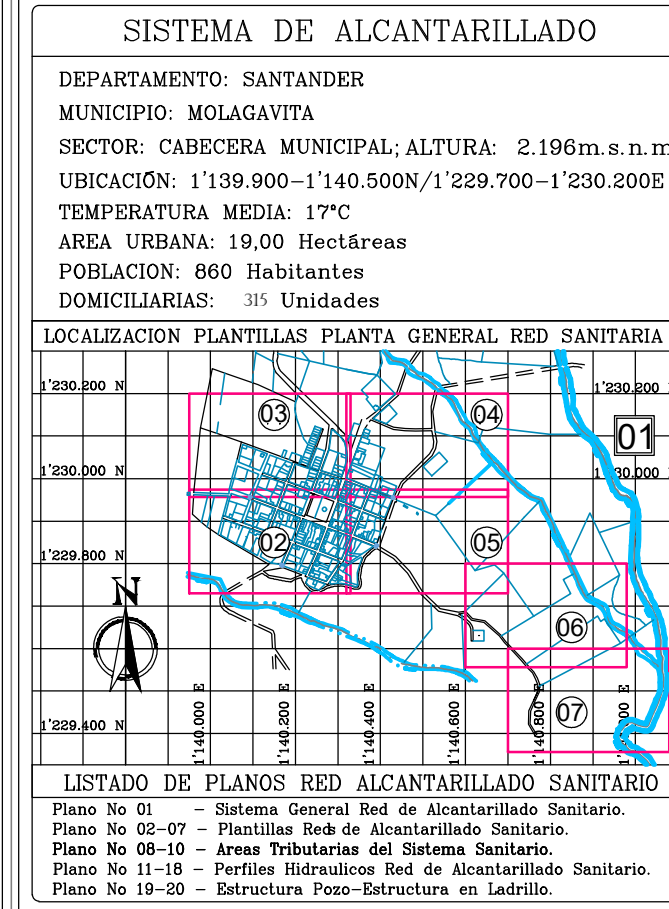 SISTEMA DE ALCANTARILLADO
DEPARTAMENTO: SANTANDER
MUNICIPIO: MOLAGAVITA
SECTOR: CABECERA MUNICIPAL; ALTURA: 2.196m.s.n.m
UBICACIÓN: 1'139.900-1'140.500N/1'229.700-1'230.200E
TEMPERATURA MEDIA: 17°C
AREA URBANA: 19,00 Hectáreas
POBLACION: 860 Habitantes
DOMICILIARIAS: 315 Unidades
LOCALIZACION PLANTILLAS PLANTA GENERAL RED SANITARIA
1'230.200 N
1'230.200
03
04
01
1'230.000 N
30.000
02
05
1'229.800 N
N
06
07
1'229.400 N
1'140.000 E
1'140.200 E
1'140.400 E
1'140.600 E
1'140.800 E
LISTADO DE PLANOS RED ALCANTARILLADO SANITARIO
Plano No 01 - Sistema General Red de Alcantarillado Sanitario.
Plano No 02-07 - Plantillas Reds de Alcantarillado Sanitario.
Plano No 08-10 - Areas Tributarias del Sistema Sanitario.
Plano No 11-18 - Perfiles Hidraulicos Red de Alcantarillado Sanitario.
Plano No 19-20 - Estructura Pozo-Estructura en Ladrillo.